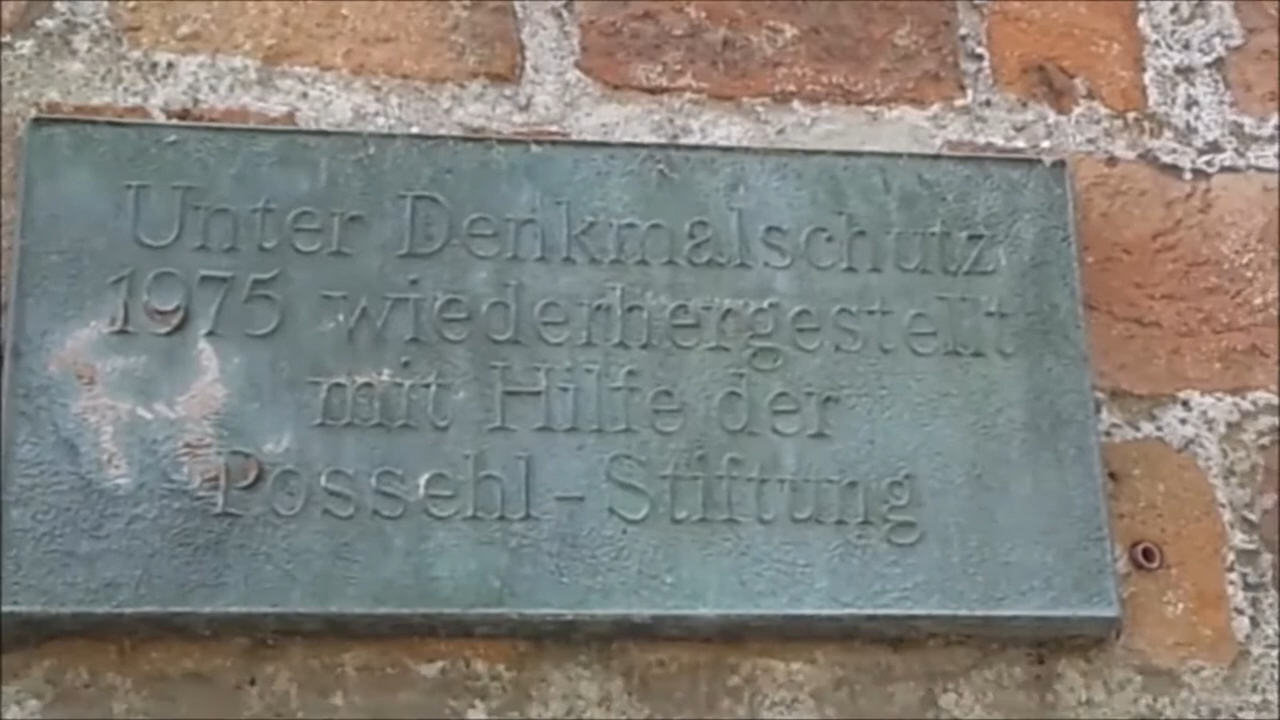 Unter Denkmalschutz
1975 wiederhergestellt
mit Hilfe der
Possehl-Stiftung